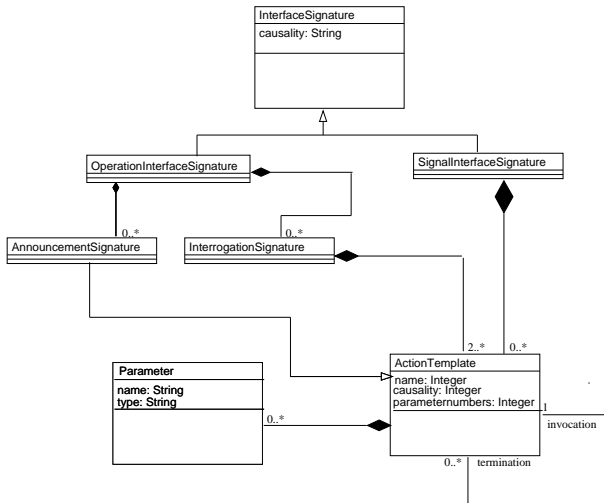 InterfaceSignature
causality: String
OperationInterfaceSignature
SignalInterfaceSignature
0..*
0..*
AnnouncementSignature
InterrogationSignature
2..*
0..*
Parameter
name: String
type: String
0..*
ActionTemplate
name: Integer
causality: Integer
parameternumbers: Integer
1
invocation
0..*
termination